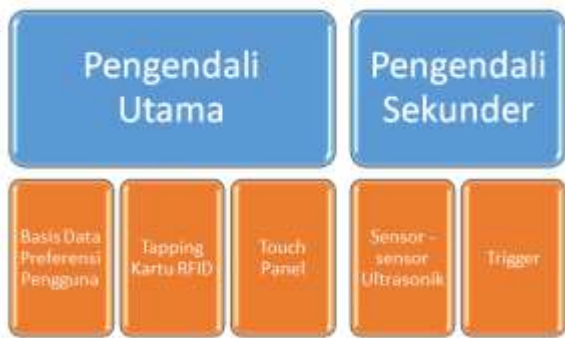 Pengendali
Utama
Pengendali
Sekunder
Basis Data
Preferensi
Pengguna
Tapping
Kartu RFID
Touch
Panel
Sensor -
sensor
Ultrasonik
Trigger